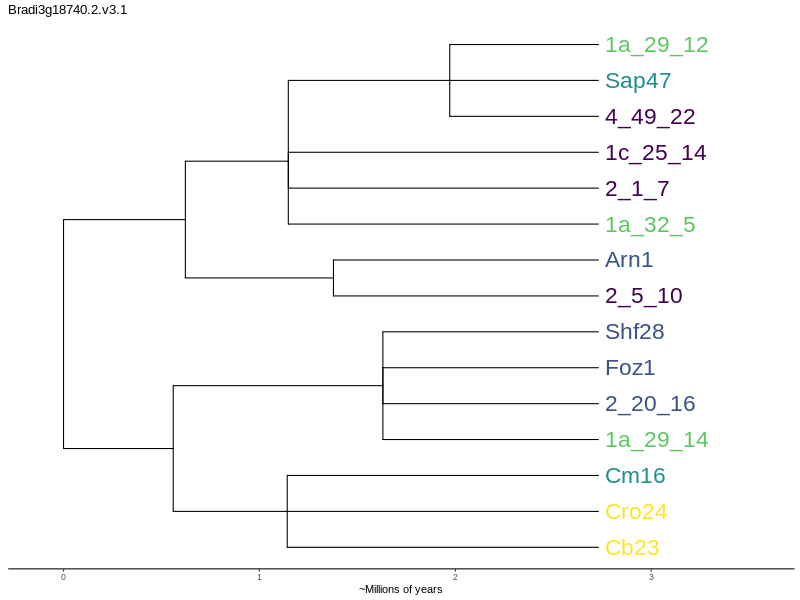 Bradi3g18740.2.v3.1
1a_29_12
Sap47
4_49_22
1c_25_14
2_1_7
1a_32_5
Arn1
2_5_10
Shf28
Foz1
2_20_16
1a_29_14
Cm16
Cro24
Cb23
0 1 2 3
~Millions of years